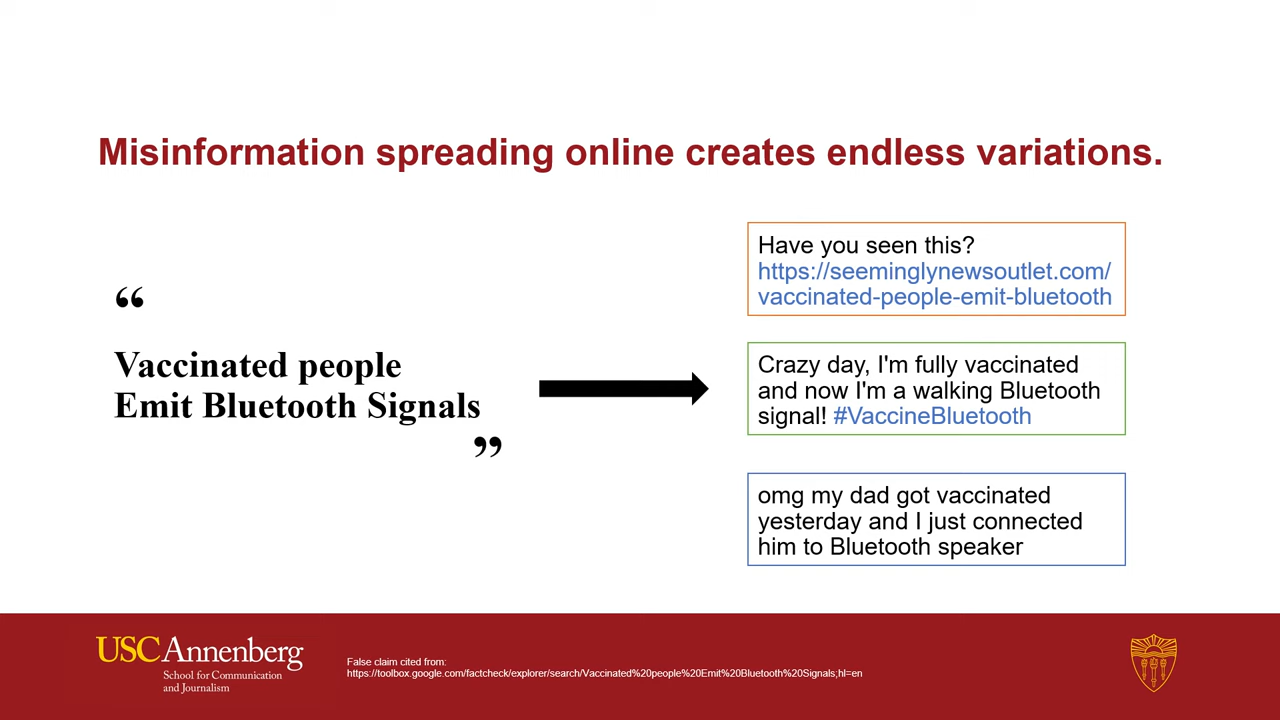 Misinformation spreading online creates endless variations.
“
Vaccinated people
Emit Bluetooth Signals
”
Have you seen this?
https://seeminglynewsoutlet.com/
vaccinated-people-emit-bluetooth
Crazy day, I'm fully vaccinated
and now I'm a walking Bluetooth
signal! #VaccineBluetooth
omg my dad got vaccinated
yesterday and I just connected
him to Bluetooth speaker
USC Annenberg
School for Communication
and Journalism
False claim cited from:
https://toolbox.google.com/factcheck/explorer/search/Vaccinated%20people%20Emit%20Bluetooth%20Signals;hl=en